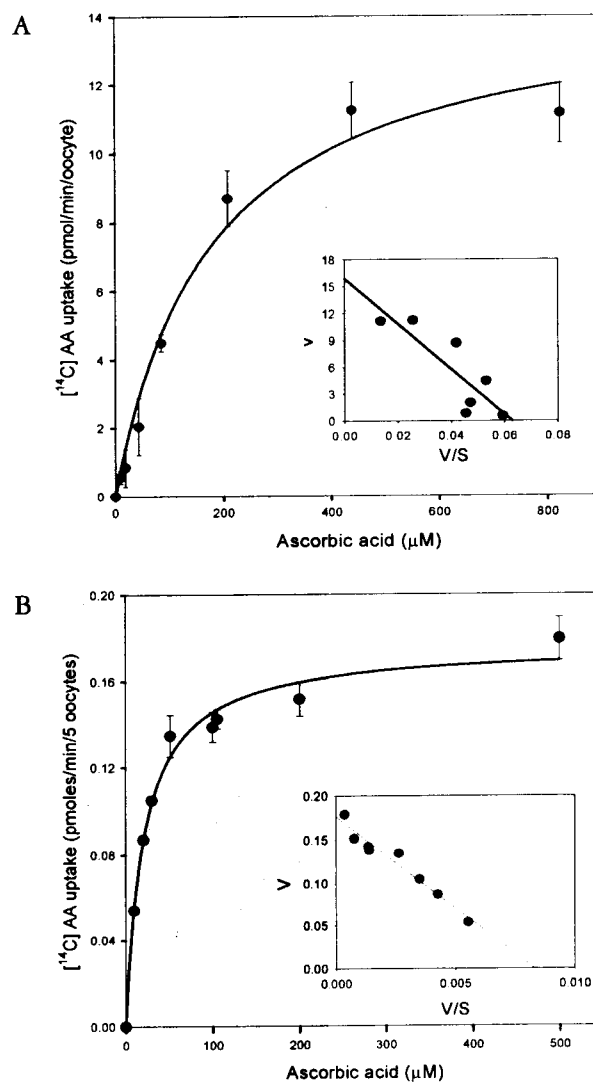 A
14
12
10
8
6
4
2
0
[¹⁴C] AA uptake (pmol/min/oocyte)
0 200 400 600 800
Ascorbic acid (μM)
18
15
12
9
6
3
0
v
0.00 0.02 0.04 0.06 0.08
V/S
B
0.20
0.16
0.12
0.08
0.04
0.00
[¹⁴C] AA uptake (pmoles/min/5 oocytes)
0 100 200 300 400 500
Ascorbic acid (μM)
0.20
0.15
0.10
0.05
0.00
V
0.000 0.005 0.010
V/S